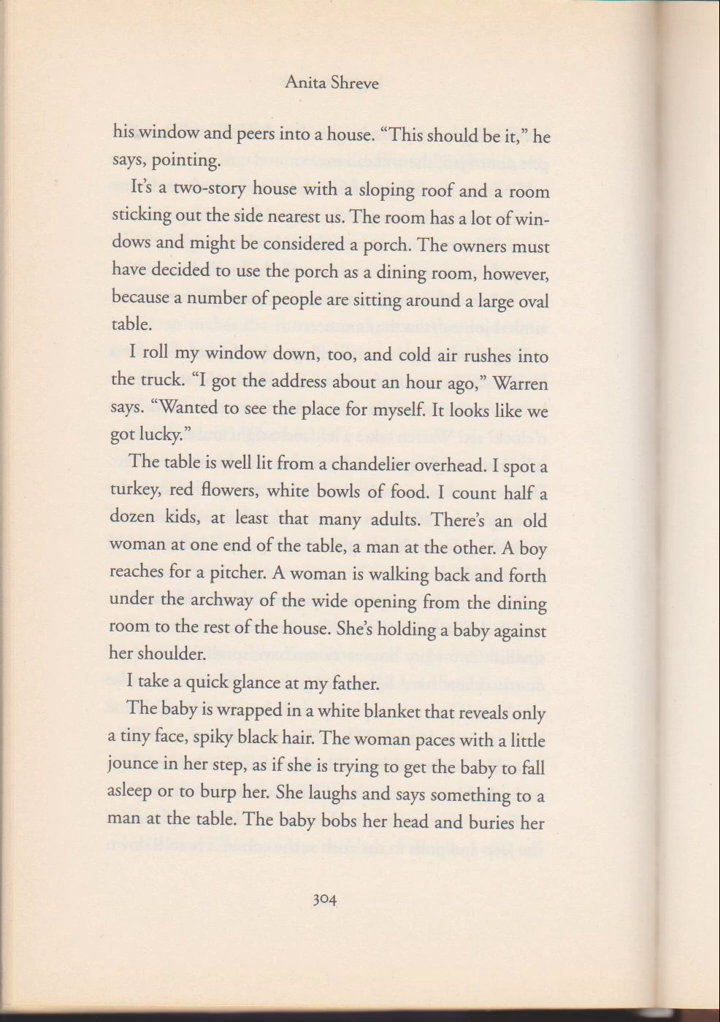 Anita Shreve
his window and peers into a house. “This should be it,” he
says, pointing.
It’s a two-story house with a sloping roof and a room
sticking out the side nearest us. The room has a lot of win-
dows and might be considered a porch. The owners must
have decided to use the porch as a dining room, however,
because a number of people are sitting around a large oval
table.
I roll my window down, too, and cold air rushes into
the truck. “I got the address about an hour ago,” Warren
says. “Wanted to see the place for myself. It looks like we
got lucky.”
The table is well lit from a chandelier overhead. I spot a
turkey, red flowers, white bowls of food. I count half a
dozen kids, at least that many adults. There’s an old
woman at one end of the table, a man at the other. A boy
reaches for a pitcher. A woman is walking back and forth
under the archway of the wide opening from the dining
room to the rest of the house. She’s holding a baby against
her shoulder.
I take a quick glance at my father.
The baby is wrapped in a white blanket that reveals only
a tiny face, spiky black hair. The woman paces with a little
jounce in her step, as if she is trying to get the baby to fall
asleep or to burp her. She laughs and says something to a
man at the table. The baby bobs her head and buries her
304